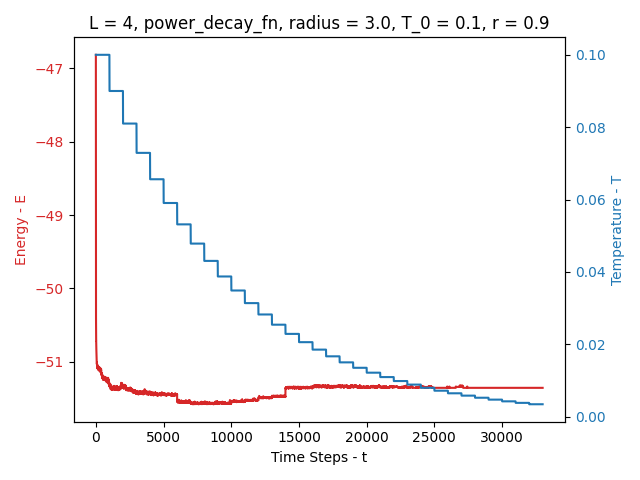 L = 4, power_decay_fn, radius = 3.0, T_0 = 0.1, r = 0.9
Energy - E
−47
−48
−49
−50
−51
0.10
0.08
0.06
0.04
0.02
0.00
Temperature - T
0 5000 10000 15000 20000 25000 30000
Time Steps - t